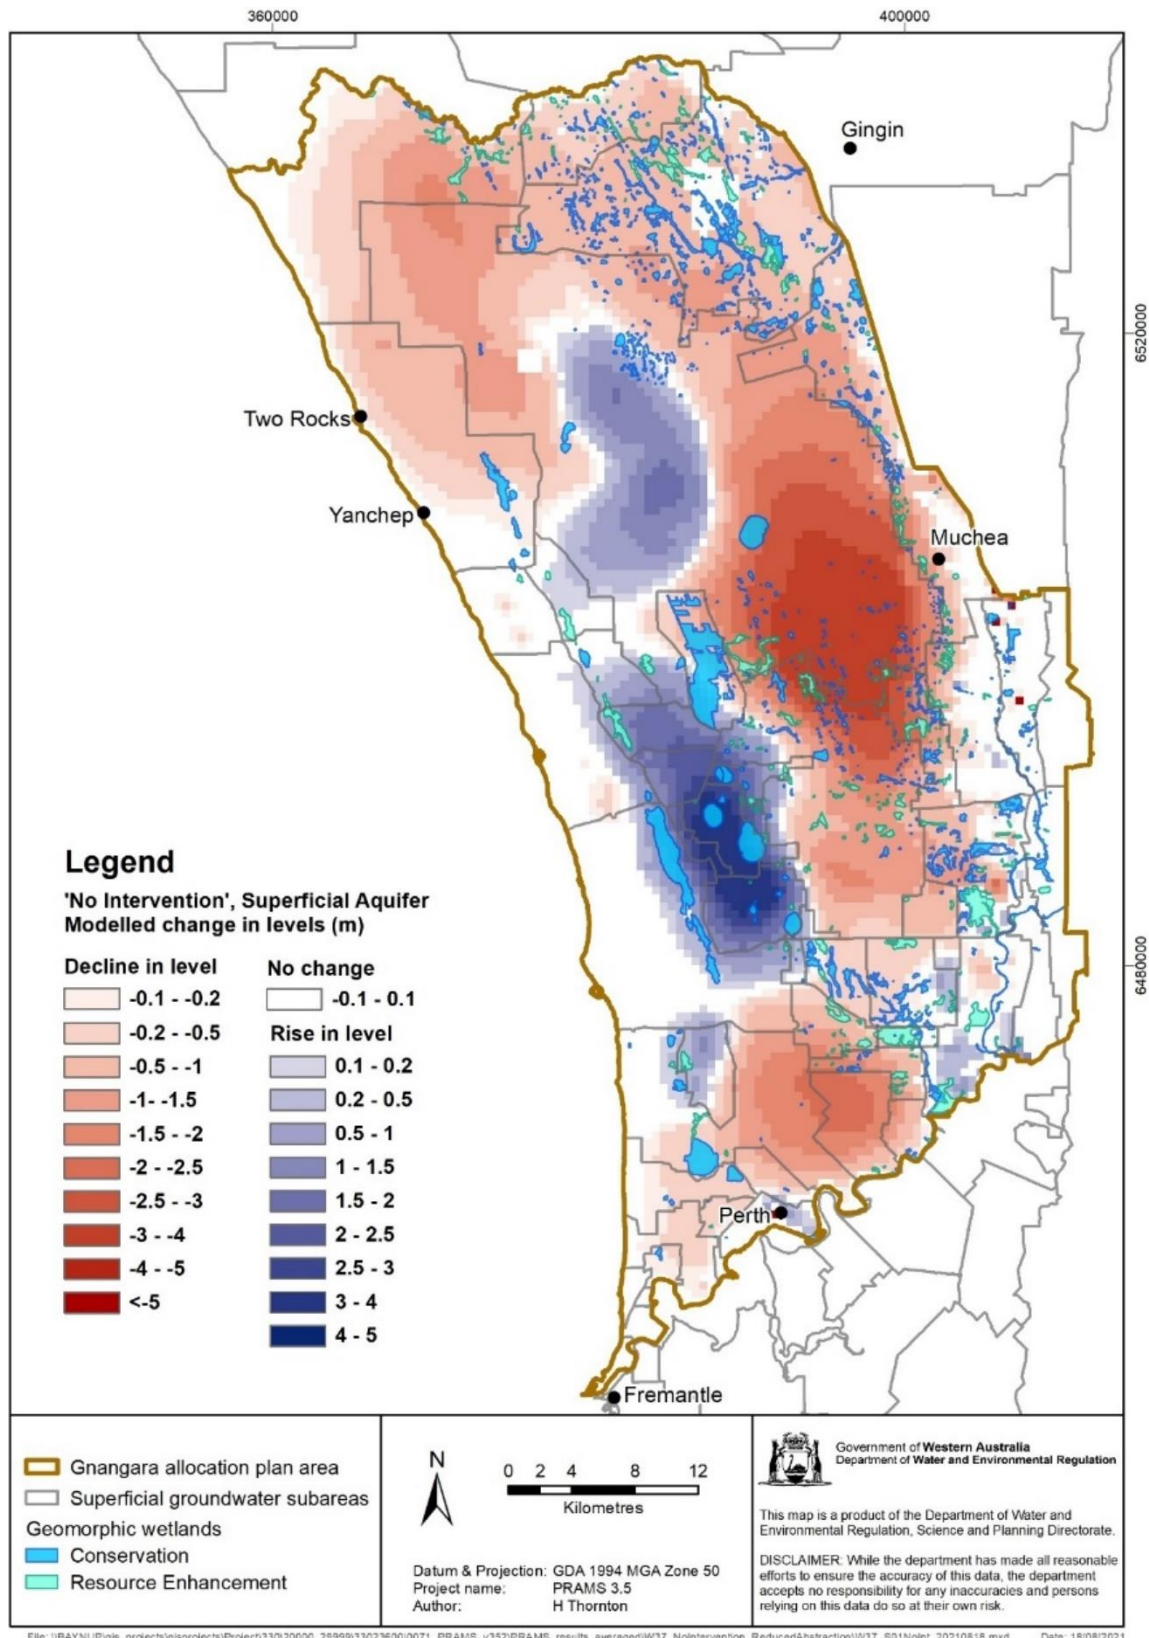 360000 400000
Gingin
6520000
Two Rocks
Yanchep
Muchea
6480000
Perth
Fremantle
Legend
'No Intervention', Superficial Aquifer
Modelled change in levels (m)
Decline in level
-0.1 - -0.2
-0.2 - -0.5
-0.5 - -1
-1- -1.5
-1.5 - -2
-2 - -2.5
-2.5 - -3
-3 - -4
-4 - -5
<-5
No change
-0.1 - 0.1
Rise in level
0.1 - 0.2
0.2 - 0.5
0.5 - 1
1 - 1.5
1.5 - 2
2 - 2.5
2.5 - 3
3 - 4
4 - 5
Gnangara allocation plan area
Superficial groundwater subareas
Geomorphic wetlands
Conservation
Resource Enhancement
N
0 2 4 8 12
Kilometres
Datum & Projection: GDA 1994 MGA Zone 50
Project name: PRAMS 3.5
Author: H Thornton
Government of Western Australia
Department of Water and Environmental Regulation
This map is a product of the Department of Water and
Environmental Regulation, Science and Planning Directorate.
DISCLAIMER: While the department has made all reasonable
efforts to ensure the accuracy of this data, the department
accepts no responsibility for any inaccuracies and persons
relying on this data do so at their own risk.